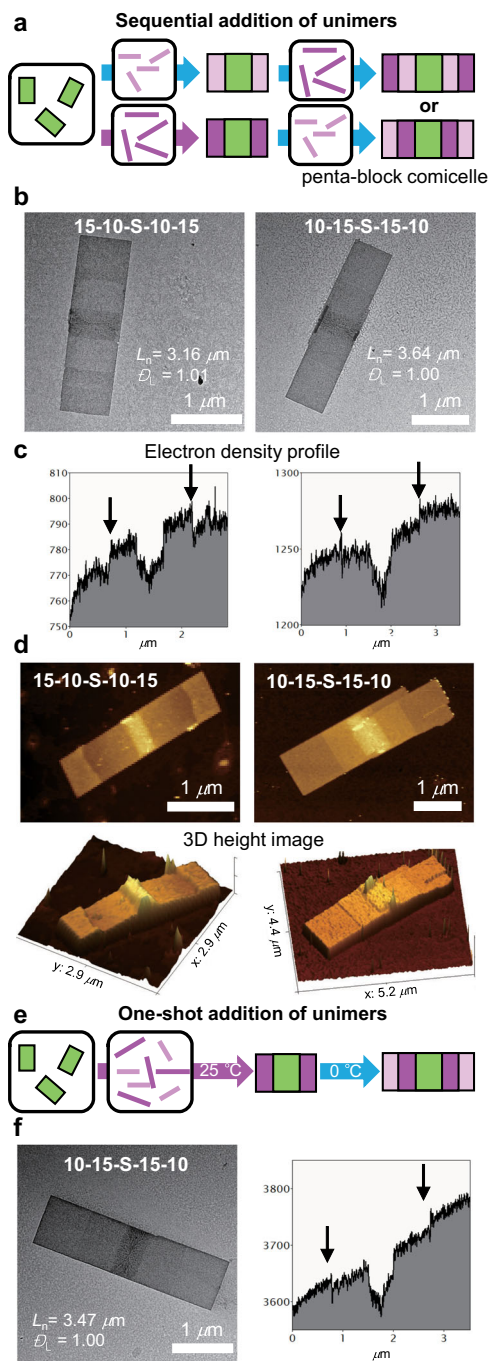 a
Sequential addition of unimers
or
penta-block comicelle
b
15-10-S-10-15
Ln= 3.16 μm
ĐL = 1.01
1 μm
10-15-S-15-10
Ln= 3.64 μm
ĐL = 1.00
1 μm
c
Electron density profile
810
800
790
780
770
760
750
0
1
2
μm
1300
1250
1200
0
1
2
3
μm
d
15-10-S-10-15
1 μm
10-15-S-15-10
1 μm
3D height image
y: 2.9 μm
x: 2.9 μm
y: 4.4 μm
x: 5.2 μm
e
One-shot addition of unimers
25 °C
0 °C
f
10-15-S-15-10
Ln= 3.47 μm
ĐL = 1.00
1 μm
3800
3700
3600
0
1
2
3
μm